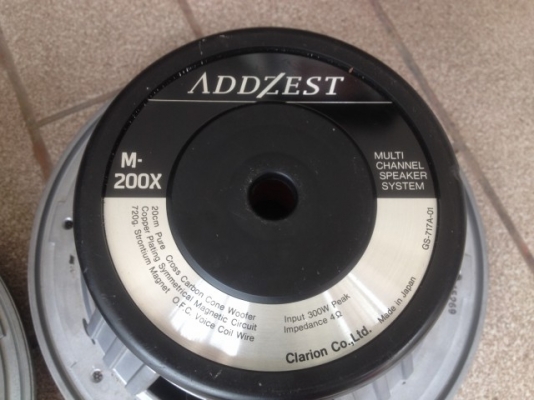 ADDZEST
M-
200X
MULTI
CHANNEL
SPEAKER
SYSTEM
20cm Pure Cross Carbon Cone Woofer
Copper Plating Symmetrical Magnetic Circuit
720g. Strontium Magnet O.F.C. Voice Coil Wire
Input 300W Peak
Impedance 4Ω
Clarion Co.,Ltd.
Made in Japan
GS-717A-01